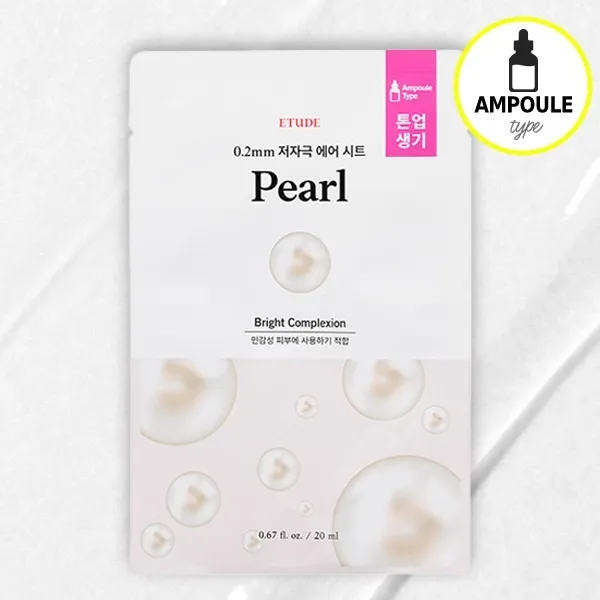 AMPOULE
type
Ampoule
Type
톤업
생기
ETUDE
0.2mm 저자극 에어 시트
Pearl
Bright Complexion
민감성 피부에 사용하기 적합
0.67 fl. oz. / 20 ml